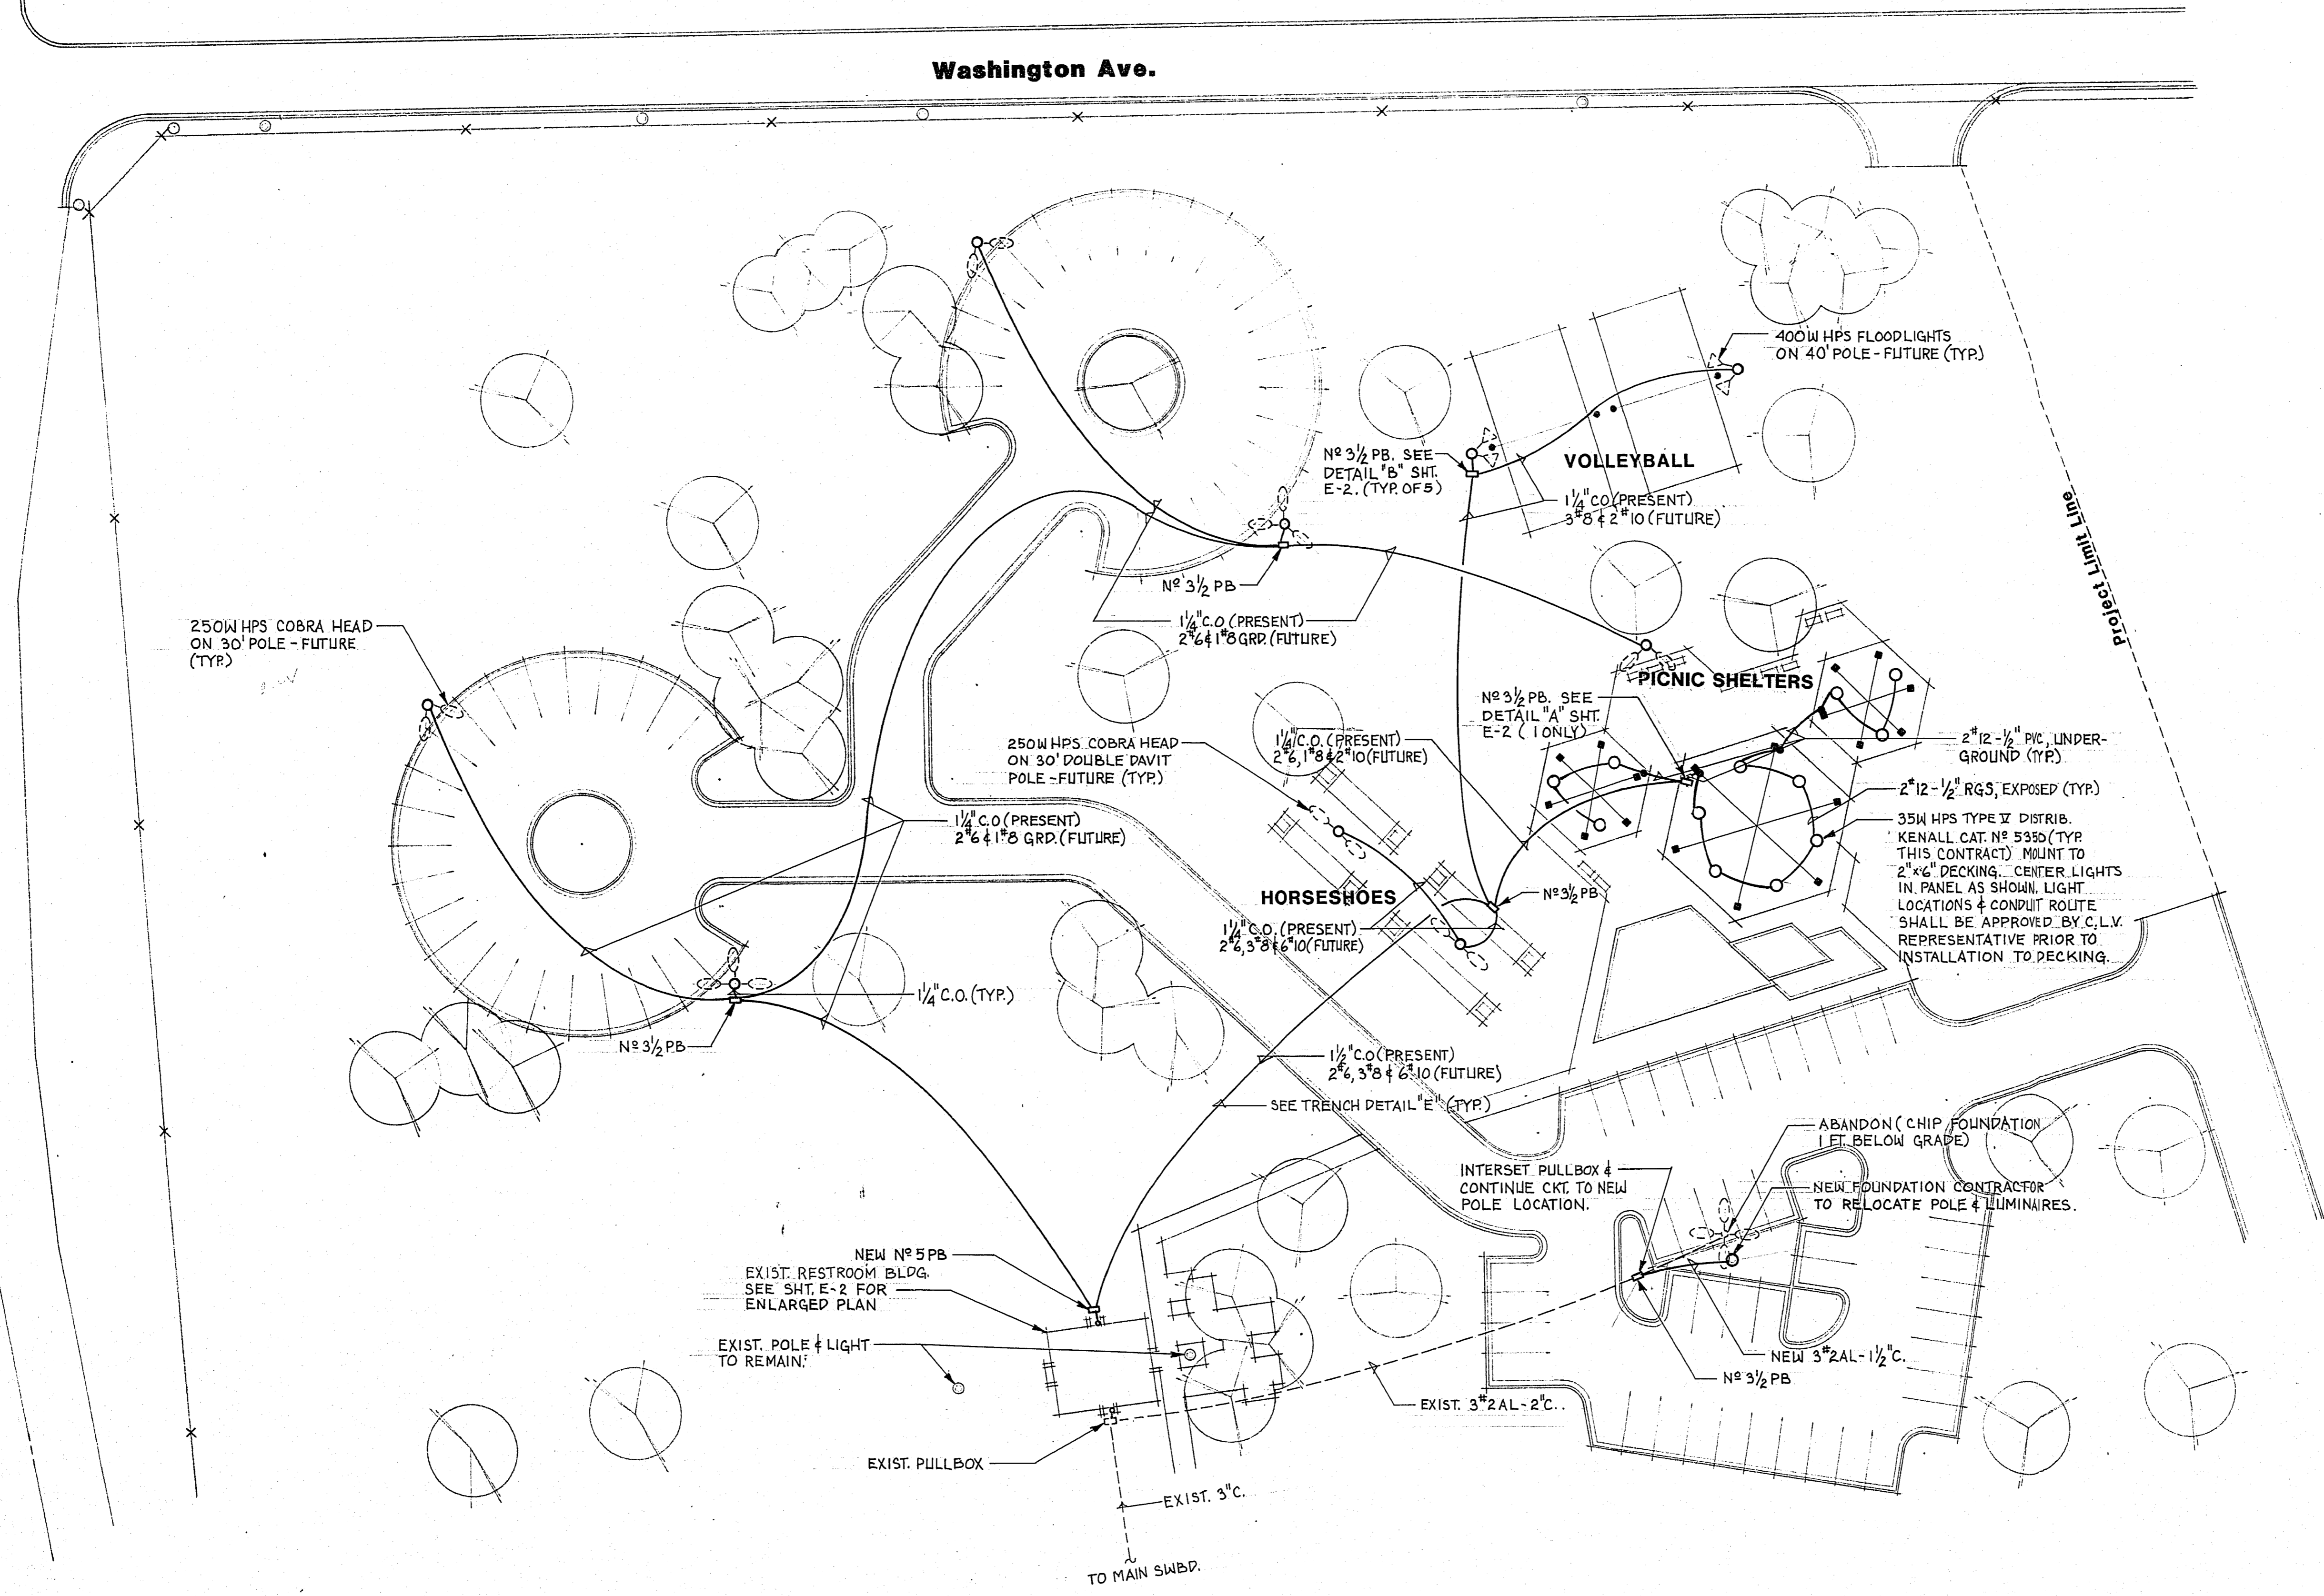 Washington Ave.
400W HPS FLOODLIGHTS
ON 40' POLE - FUTURE (TYP.)
Nº 3½ PB. SEE
DETAIL "B" SHT.
E-2. (TYP. OF 5)
VOLLEYBALL
1¼" CO (PRESENT)
3#8 & 2#10 (FUTURE)
Project Limit Line
Nº 3½ PB
1¼" C.O (PRESENT)
2#6 & 1#8 GRD. (FUTURE)
250W HPS COBRA HEAD
ON 30' POLE - FUTURE
(TYP.)
PICNIC SHELTERS
Nº 3½ PB. SEE
DETAIL "A" SHT.
E-2 ( 1 ONLY)
250W HPS COBRA HEAD
ON 30' DOUBLE DAVIT
POLE - FUTURE (TYP.)
1¼" C.O. (PRESENT)
2#6, 1#8 & 2#10 (FUTURE)
2#12 - ½" PVC, UNDER-
GROUND (TYP.)
2#12 - ½" RGS, EXPOSED (TYP.)
35W HPS TYPE V DISTRIB.
KENALL CAT. Nº 5350 (TYP.
THIS CONTRACT) MOUNT TO
2"x6" DECKING. CENTER LIGHTS
IN PANEL AS SHOWN. LIGHT
LOCATIONS & CONDUIT ROUTE
SHALL BE APPROVED BY C.L.V.
REPRESENTATIVE PRIOR TO
INSTALLATION TO DECKING.
1¼" C.O (PRESENT)
2#6 & 1#8 GRD. (FUTURE)
HORSESHOES
Nº 3½ PB
1¼" C.O. (PRESENT)
2#6, 3#8 & 6#10 (FUTURE)
1¼" C.O. (TYP.)
Nº 3½ PB
1½" C.O (PRESENT)
2#6, 3#8 & 6#10 (FUTURE)
SEE TRENCH DETAIL "E" (TYP.)
ABANDON ( CHIP FOUNDATION
1 FT. BELOW GRADE)
INTERSET PULLBOX &
CONTINUE CKT. TO NEW
POLE LOCATION.
NEW FOUNDATION CONTRACTOR
TO RELOCATE POLE & LUMINAIRES.
NEW Nº 5 PB
EXIST. RESTROOM BLDG.
SEE SHT. E-2 FOR
ENLARGED PLAN
EXIST. POLE & LIGHT
TO REMAIN.
NEW 3#2AL - 1½" C.
Nº 3½ PB
EXIST. 3#2AL - 2" C..
EXIST. PULLBOX
EXIST. 3" C.
TO MAIN SWBD.